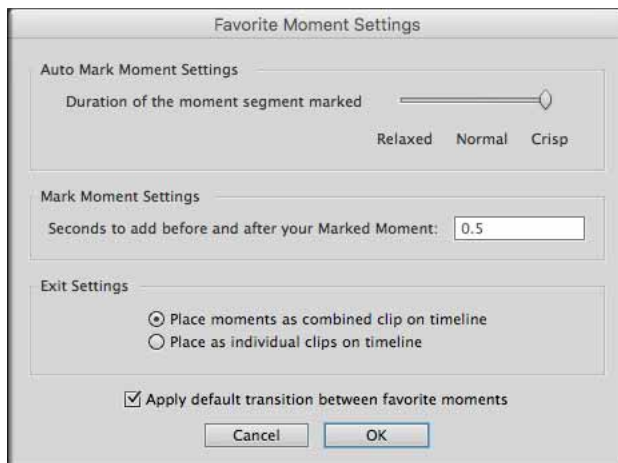 Favorite Moment Settings
Auto Mark Moment Settings
Duration of the moment segment marked
Relaxed Normal Crisp
Mark Moment Settings
Seconds to add before and after your Marked Moment: 0.5
Exit Settings
Place moments as combined clip on timeline
Place as individual clips on timeline
Apply default transition between favorite moments
Cancel OK